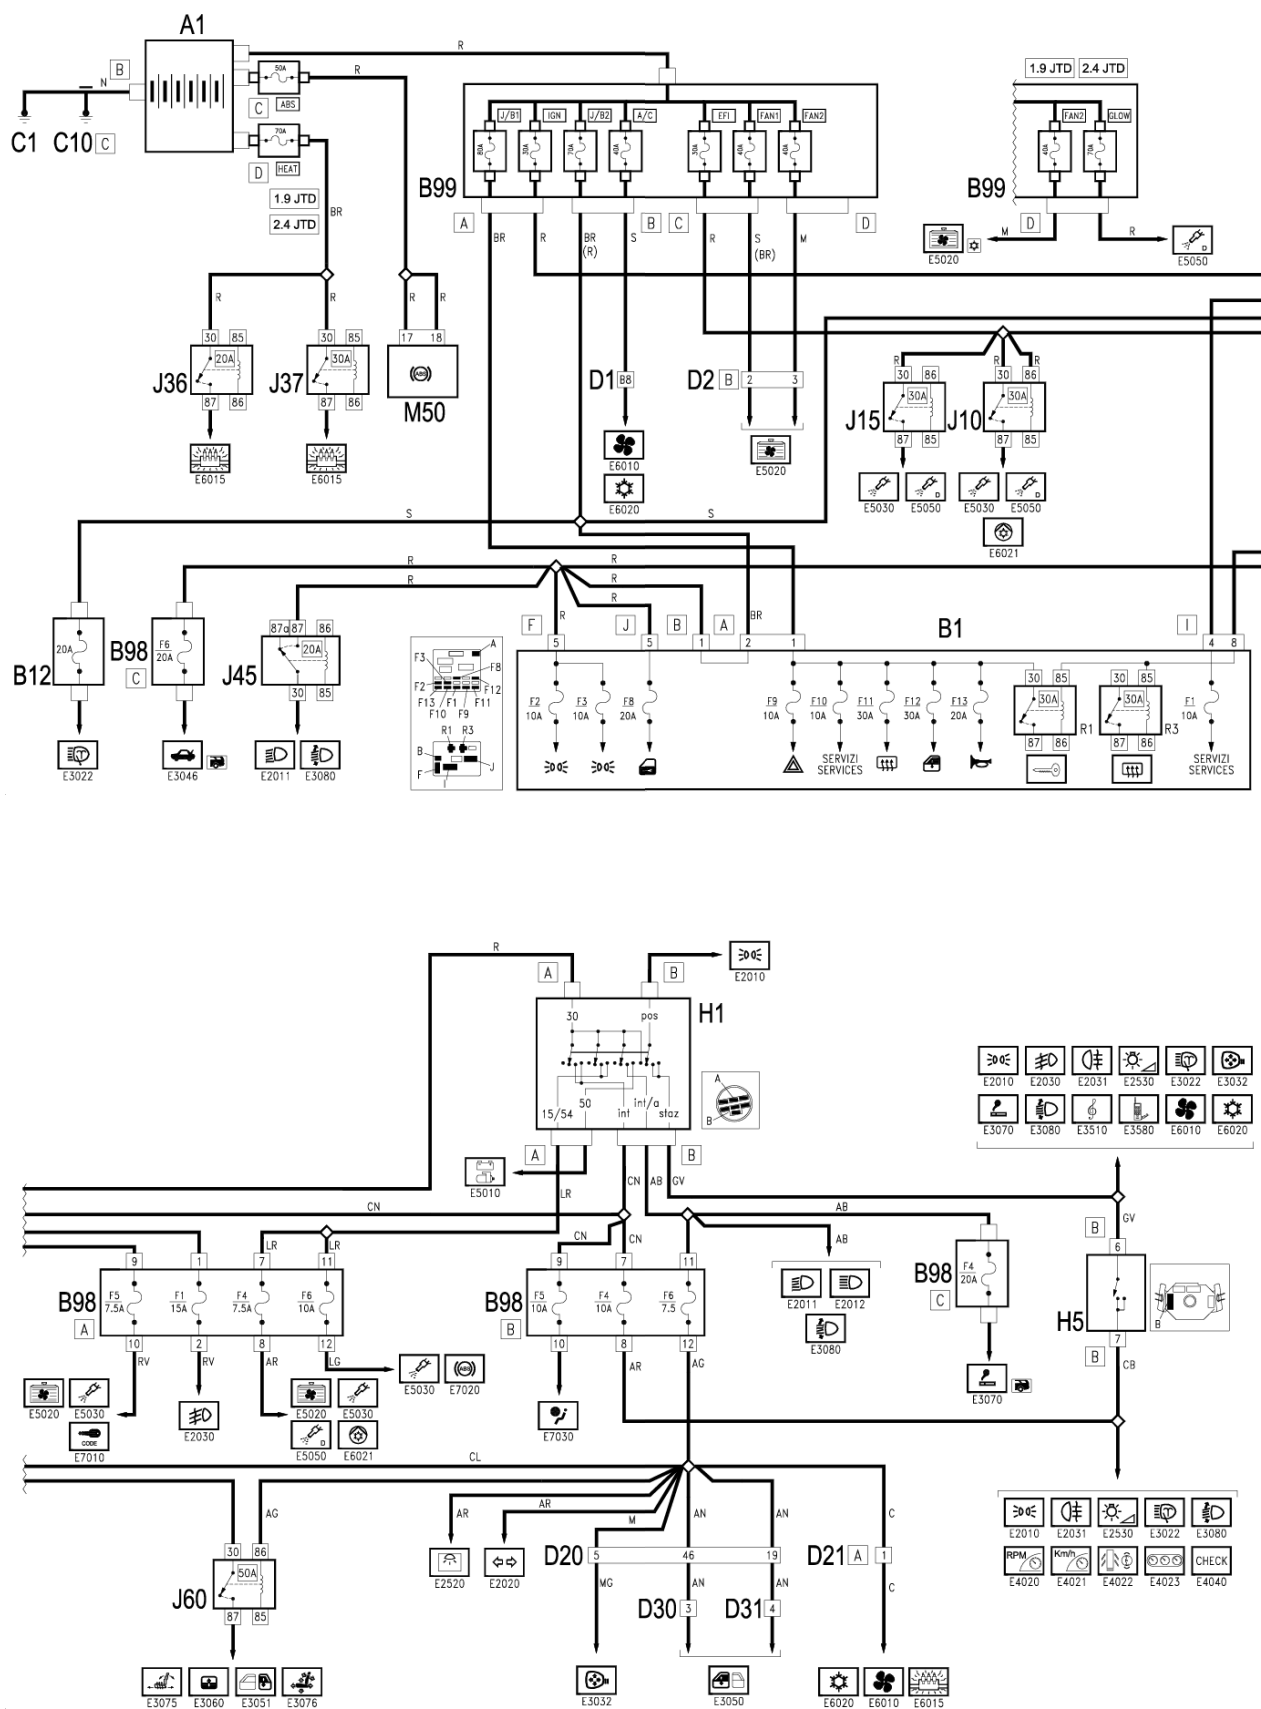 A1
R
B
N
50A
R
C
ABS
C1
C10
C
70A
D
HEAT
1.9 JTD
2.4 JTD
BR
J/B1
IGN
J/B2
A/C
EFI
FAN1
FAN2
80A
30A
70A
40A
30A
40A
40A
B99
A
B
C
D
BR
R
BR
(R)
S
R
S
(BR)
M
1.9 JTD
2.4 JTD
FAN2
GLOW
40A
70A
B99
D
M
R
E5020
E5050
D
R
R
R
R
30
85
30
85
17
18
20A
30A
ABS
J36
J37
M50
87
86
87
86
E6015
E6015
D1
B8
D2
B
2
3
E6010
E6020
E5020
R
R
R
30
86
30
86
30A
30A
J15
J10
87
85
87
85
D
D
E5030
E5050
E5030
E5050
E6021
S
S
R
R
R
R
R
BR
F
J
B
A
B1
I
5
5
1
2
1
4
8
20A
B12
B98
C
F6
20A
87a
87
86
20A
J45
30
85
E3022
E3046
E2011
E3080
A
F3
F8
F2
F12
F13
F1
F11
F10
F9
R1
R3
B
F
J
I
F2
10A
F3
10A
F8
20A
F9
10A
F10
10A
F11
30A
F12
30A
F13
20A
30
85
30A
R1
87
86
30
85
30A
R3
87
86
F1
10A
SERVIZI
SERVICES
SERVIZI
SERVICES
R
A
B
E2010
30
pos
H1
15/54
50
int
int/a
staz
A
B
A
B
E5010
LR
CN
AB
GV
CN
AB
LR
LR
CN
CN
AB
E2010
E2030
E2031
E2530
E3022
E3032
E3070
E3080
E3510
E3580
E6010
E6020
GV
B
6
9
1
7
11
F5
7.5A
F1
15A
F4
7.5A
F6
10A
B98
A
10
2
8
12
RV
RV
AR
LG
9
7
11
F5
10A
F4
10A
F6
7.5
B98
B
10
8
12
AR
AG
E2011
E2012
E3080
B98
C
F4
20A
E3070
H5
B
7
B
CB
E5020
E5030
CODE
E7010
E2030
E5020
E5030
D
E5050
E6021
E5030
ABS
E7020
E7030
CL
AG
AR
AR
M
AN
AN
C
E2520
E2020
D20
5
46
19
D21
A
1
MG
AN
AN
C
D30
3
D31
4
30
86
50A
J60
87
85
E3075
E3060
E3051
E3076
E3032
E3050
E6020
E6010
E6015
E2010
E2031
E2530
E3022
E3080
RPM
Km/h
CHECK
E4020
E4021
E4022
E4023
E4040